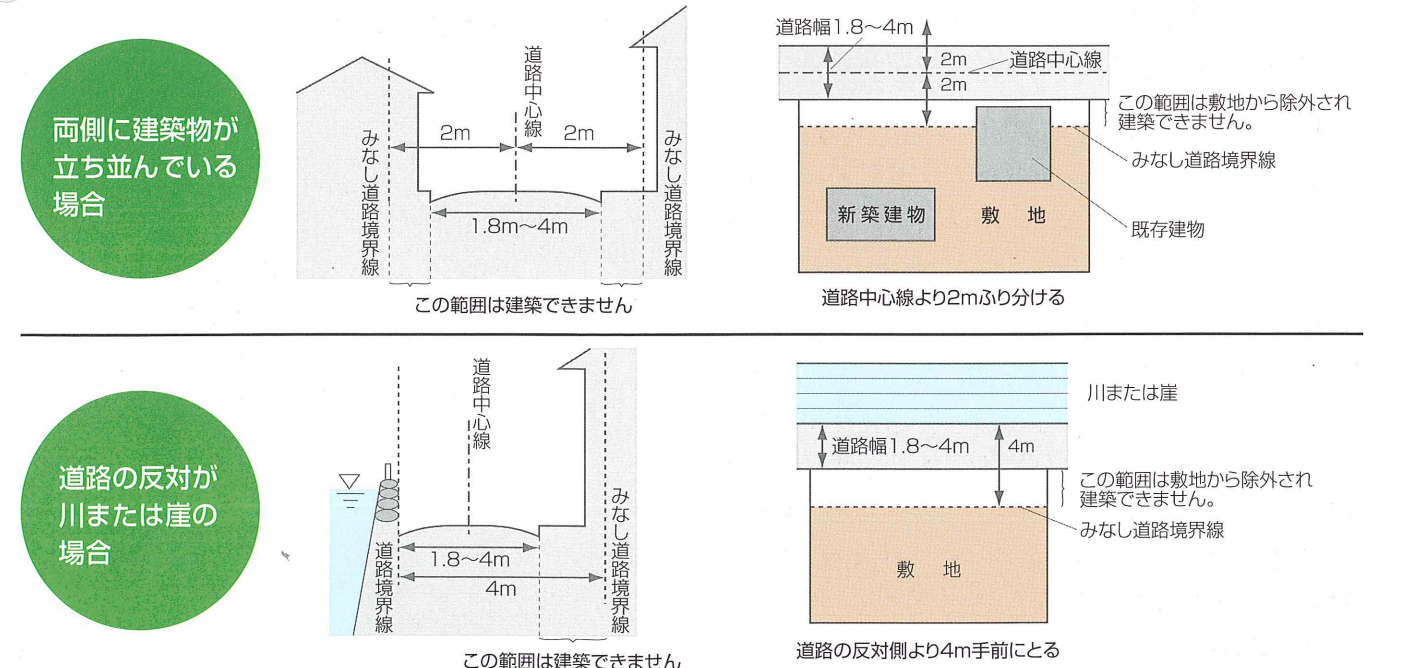 両側に建築物が
立ち並んでいる
場合
道路中心線
2m
2m
みなし道路境界線
みなし道路境界線
1.8m〜4m
この範囲は建築できません
道路幅1.8〜4m
2m
道路中心線
2m
この範囲は敷地から除外され
建築できません。
みなし道路境界線
新築建物
敷 地
既存建物
道路中心線より2mふり分ける
道路の反対が
川または崖の
場合
道路中心線
1.8〜4m
4m
道路境界線
みなし道路境界線
この範囲は建築できません
川または崖
道路幅1.8〜4m
4m
この範囲は敷地から除外され
建築できません。
みなし道路境界線
敷 地
道路の反対側より4m手前にとる